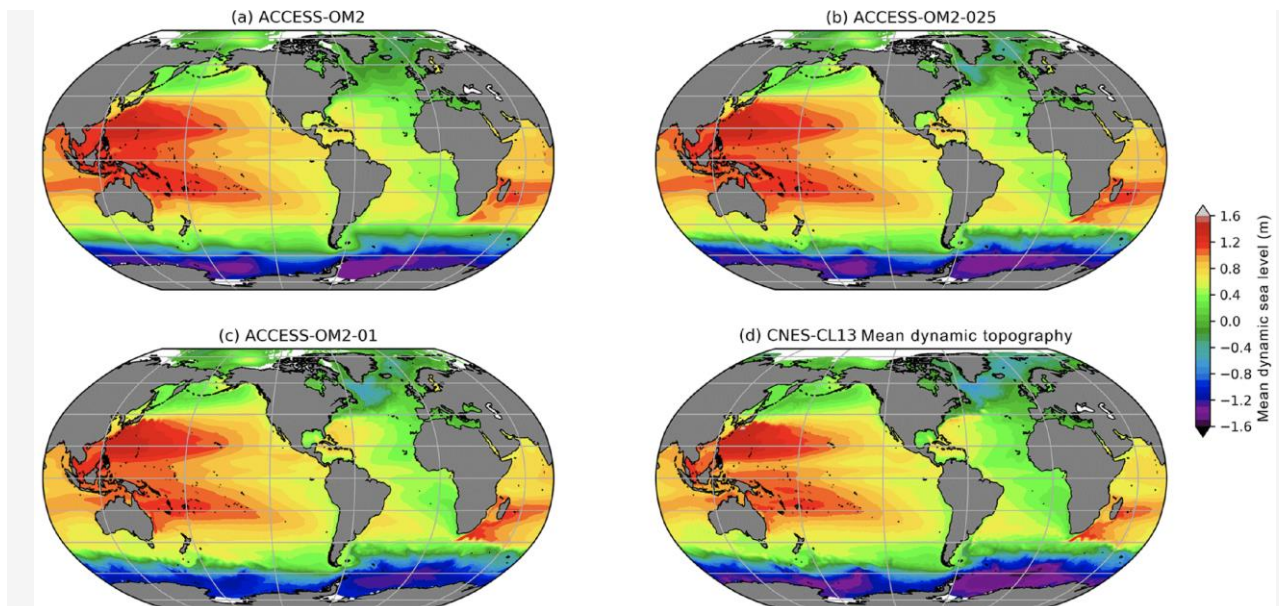 (a) ACCESS-OM2
(b) ACCESS-OM2-025
(c) ACCESS-OM2-01
(d) CNES-CL13 Mean dynamic topography
1.6
1.2
0.8
0.4
0.0
−0.4
−0.8
−1.2
−1.6
Mean dynamic sea level (m)